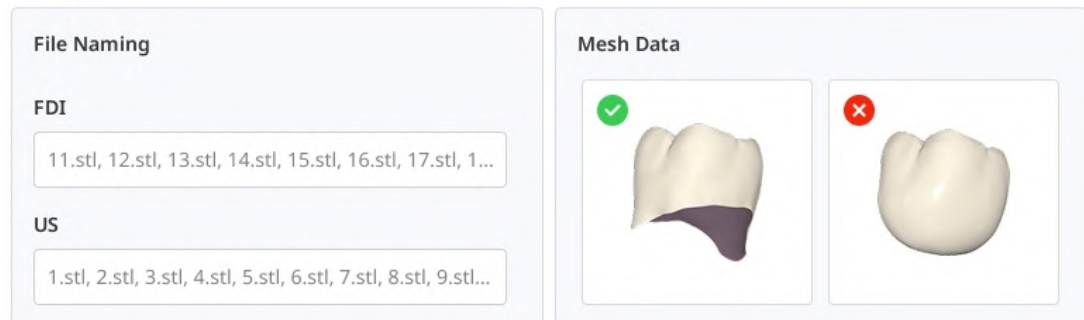 File Naming
FDI
11.stl, 12.stl, 13.stl, 14.stl, 15.stl, 16.stl, 17.stl, 1...
US
1.stl, 2.stl, 3.stl, 4.stl, 5.stl, 6.stl, 7.stl, 8.stl, 9.stl...
Mesh Data